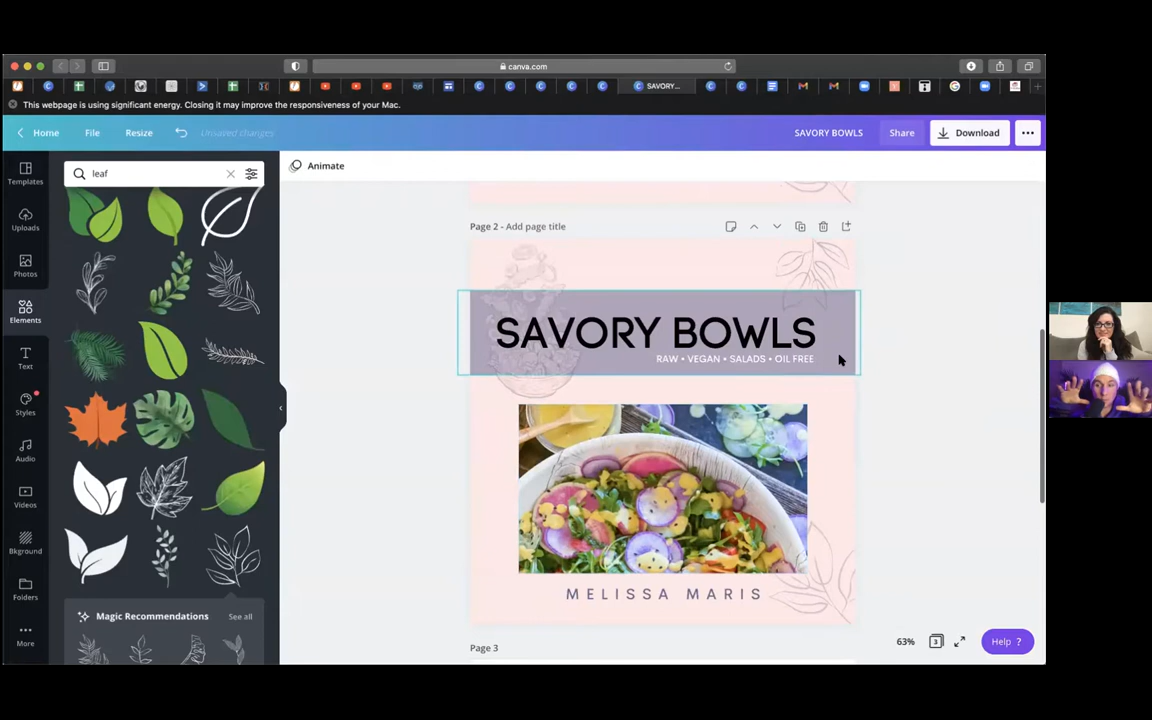 canva.com
SAVORY...
This webpage is using significant energy. Closing it may improve the responsiveness of your Mac.
Home File Resize Unsaved changes SAVORY BOWLS Share Download
Templates
leaf
Animate
Uploads
Page 2 - Add page title
Photos
Elements
SAVORY BOWLS
RAW • VEGAN • SALADS • OIL FREE
Text
Styles
Audio
Videos
Bkground
Folders
MELISSA MARIS
Magic Recommendations See all
More
63% 3 Help ?
Page 3